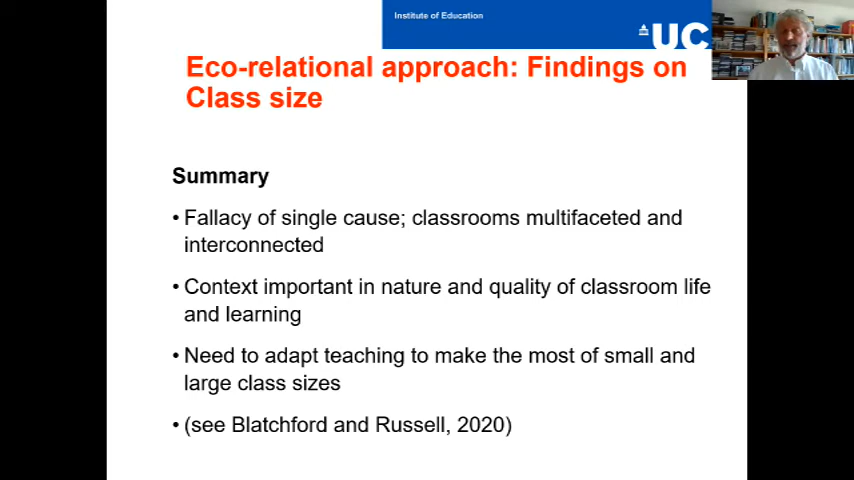 Institute of Education
UC
Eco-relational approach: Findings on
Class size
Summary
• Fallacy of single cause; classrooms multifaceted and
interconnected
• Context important in nature and quality of classroom life
and learning
• Need to adapt teaching to make the most of small and
large class sizes
• (see Blatchford and Russell, 2020)